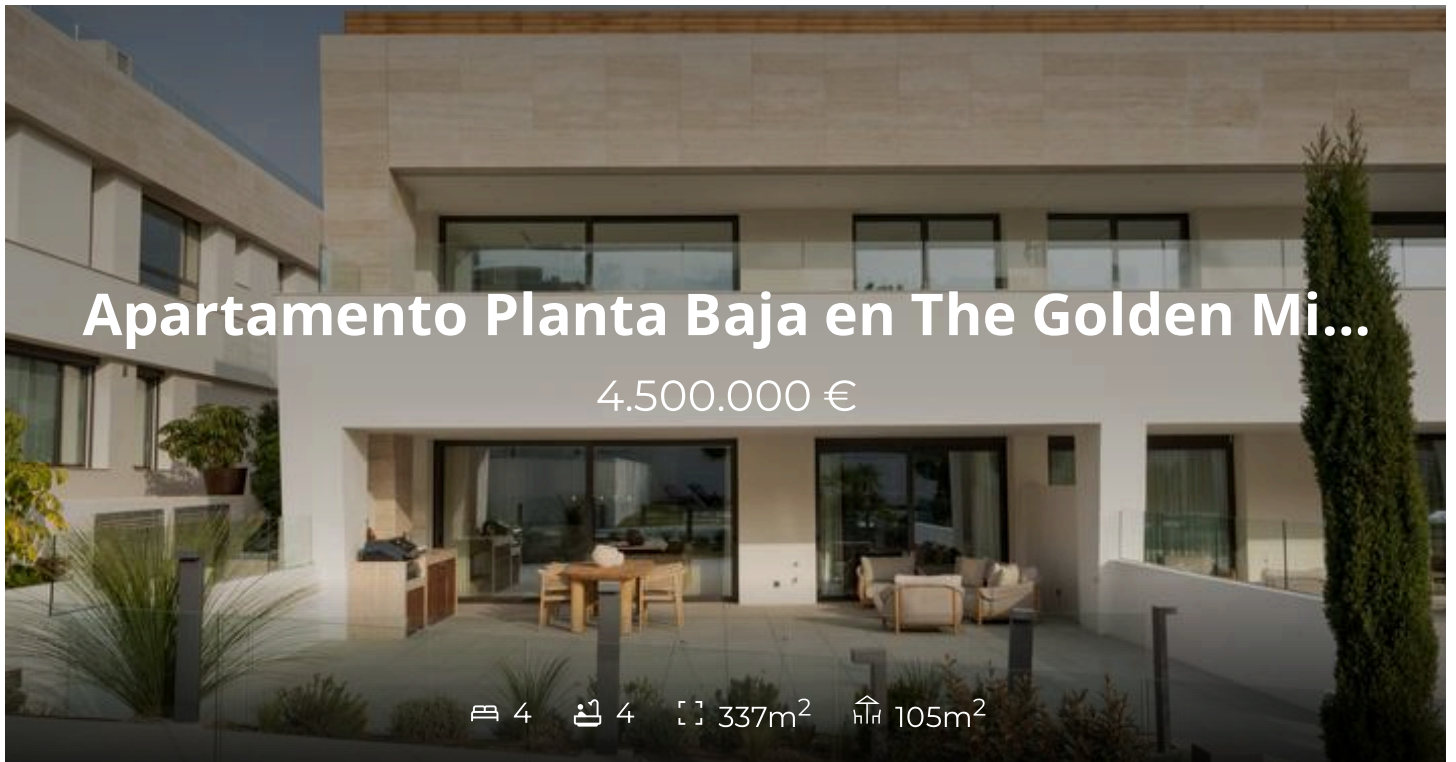 Apartamento Planta Baja en The Golden Mi...
4.500.000 €
4 4 337m² 105m²